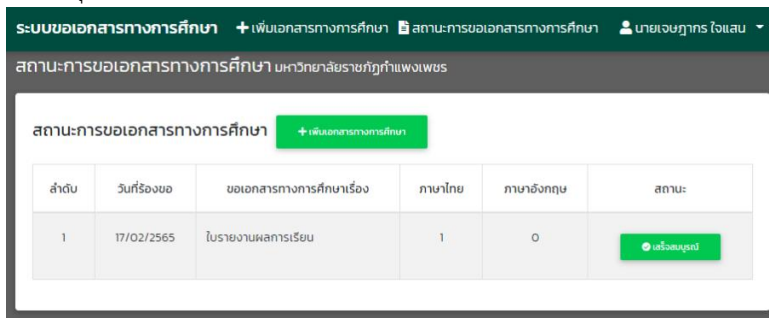 ระบบขอเอกสารทางการศึกษา เพิ่มเอกสารทางการศึกษา สถานะการขอเอกสารทางการศึกษา นายเจษฎากร ใจแสน
สถานะการขอเอกสารทางการศึกษา มหาวิทยาลัยราชภัฏกำแพงเพชร
สถานะการขอเอกสารทางการศึกษา +เพิ่มเอกสารทางการศึกษา
ลำดับ วันที่ร้องขอ ขอเอกสารทางการศึกษาเรื่อง ภาษาไทย ภาษาอังกฤษ สถานะ
1 17/02/2565 ใบรายงานผลการเรียน 1 0 เสร็จสมบูรณ์